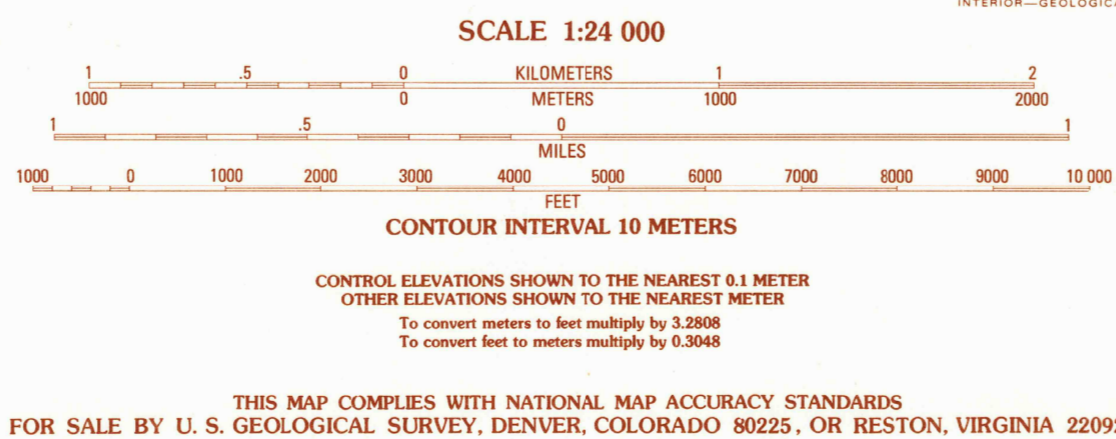 INTERIOR—GEOLOGICA
SCALE 1:24 000
1 .5 0 KILOMETERS 1 2
1000 0 METERS 1000 2000
1 .5 0 1
MILES
1000 0 1000 2000 3000 4000 5000 6000 7000 8000 9000 10 000
FEET
CONTOUR INTERVAL 10 METERS
CONTROL ELEVATIONS SHOWN TO THE NEAREST 0.1 METER
OTHER ELEVATIONS SHOWN TO THE NEAREST METER
To convert meters to feet multiply by 3.2808
To convert feet to meters multiply by 0.3048
THIS MAP COMPLIES WITH NATIONAL MAP ACCURACY STANDARDS
FOR SALE BY U. S. GEOLOGICAL SURVEY, DENVER, COLORADO 80225, OR RESTON, VIRGINIA 2209